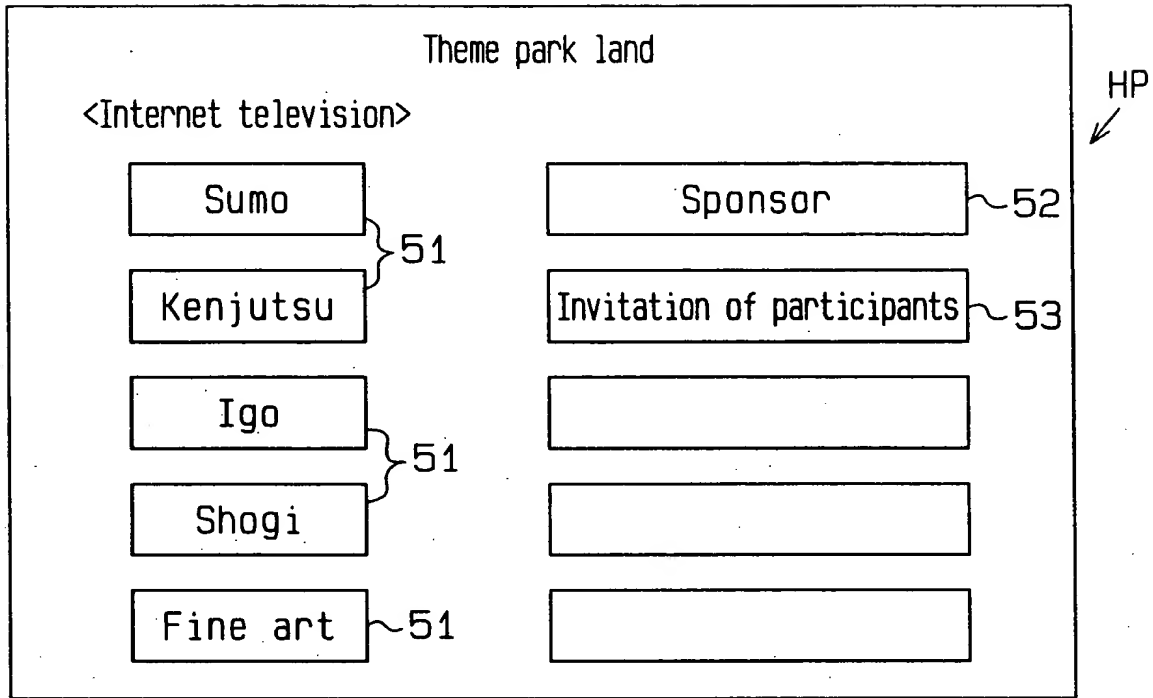 Theme park land
HP
<Internet television>
Sumo
Sponsor
52
51
Kenjutsu
Invitation of participants
53
Igo
51
Shogi
Fine art
51